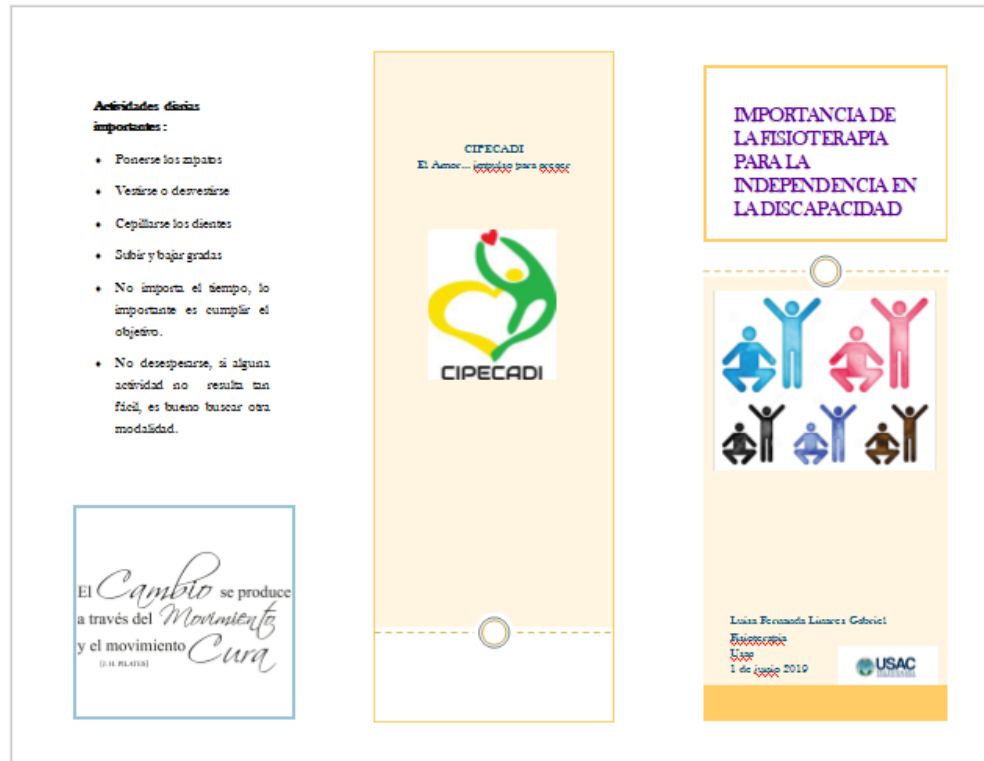 Actividades diarias
importantes:
• Ponerse los zapatos
• Vestirse o desvestirse
• Cepillarse los dientes
• Subir y bajar gradas
• No importa el tiempo, lo
importante es cumplir el
objetivo.
• No desesperarse, si alguna
actividad no resulta tan
fácil, es bueno buscar otra
modalidad.
El Cambio se produce
a través del Movimiento
y el movimiento Cura
(J.H. PILATES)
CIPECADI
El Amor... impulso para crecer
CIPECADI
IMPORTANCIA DE
LA FISIOTERAPIA
PARA LA
INDEPENDENCIA EN
LA DISCAPACIDAD
Luisa Fernanda Linares Gabriel
Fisioterapia
Usac
1 de junio 2019
USAC